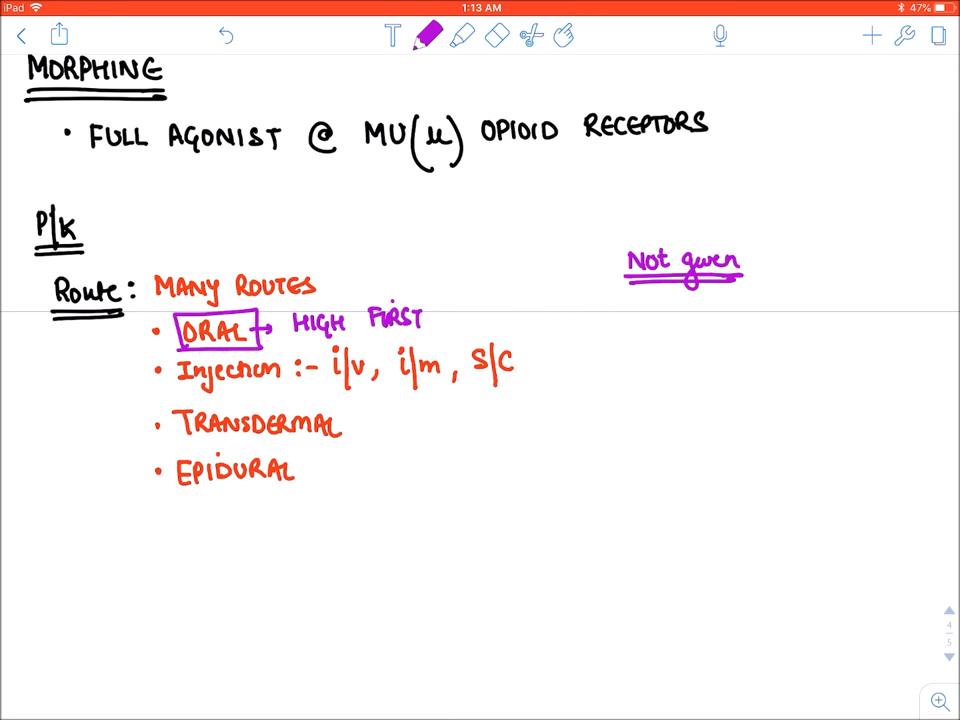 iPad 1:13 AM 47%
MORPHINE
• FULL AGONIST @ MU(μ) OPIOID RECEPTORS
P/K
Not given
Route: MANY ROUTES
• ORAL → HIGH FIRST
• Injection :- i/v, i/m, S/C
• TRANSDERMAL
• EPIDURAL
4
5